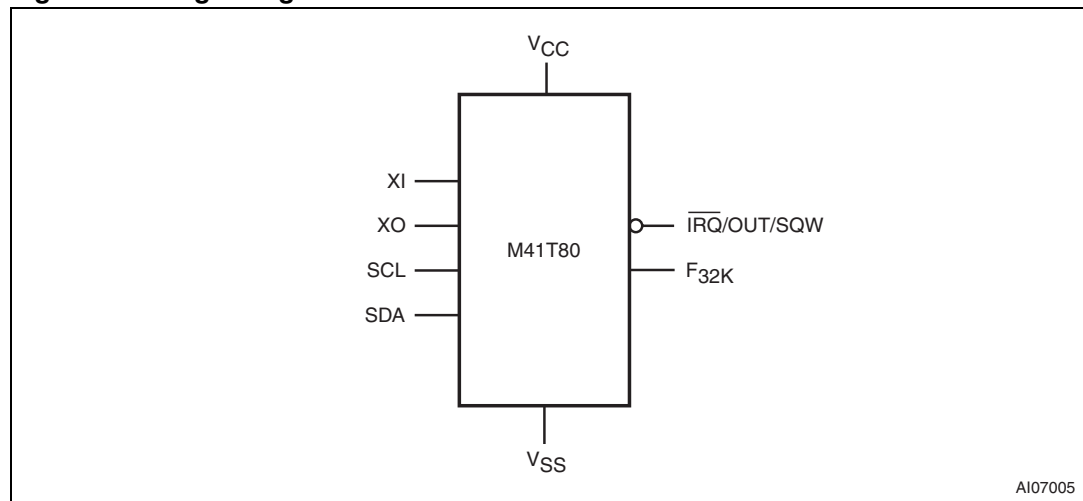 VCC
XI
XO
SCL
SDA
M41T80
IRQ/OUT/SQW
F32K
VSS
AI07005